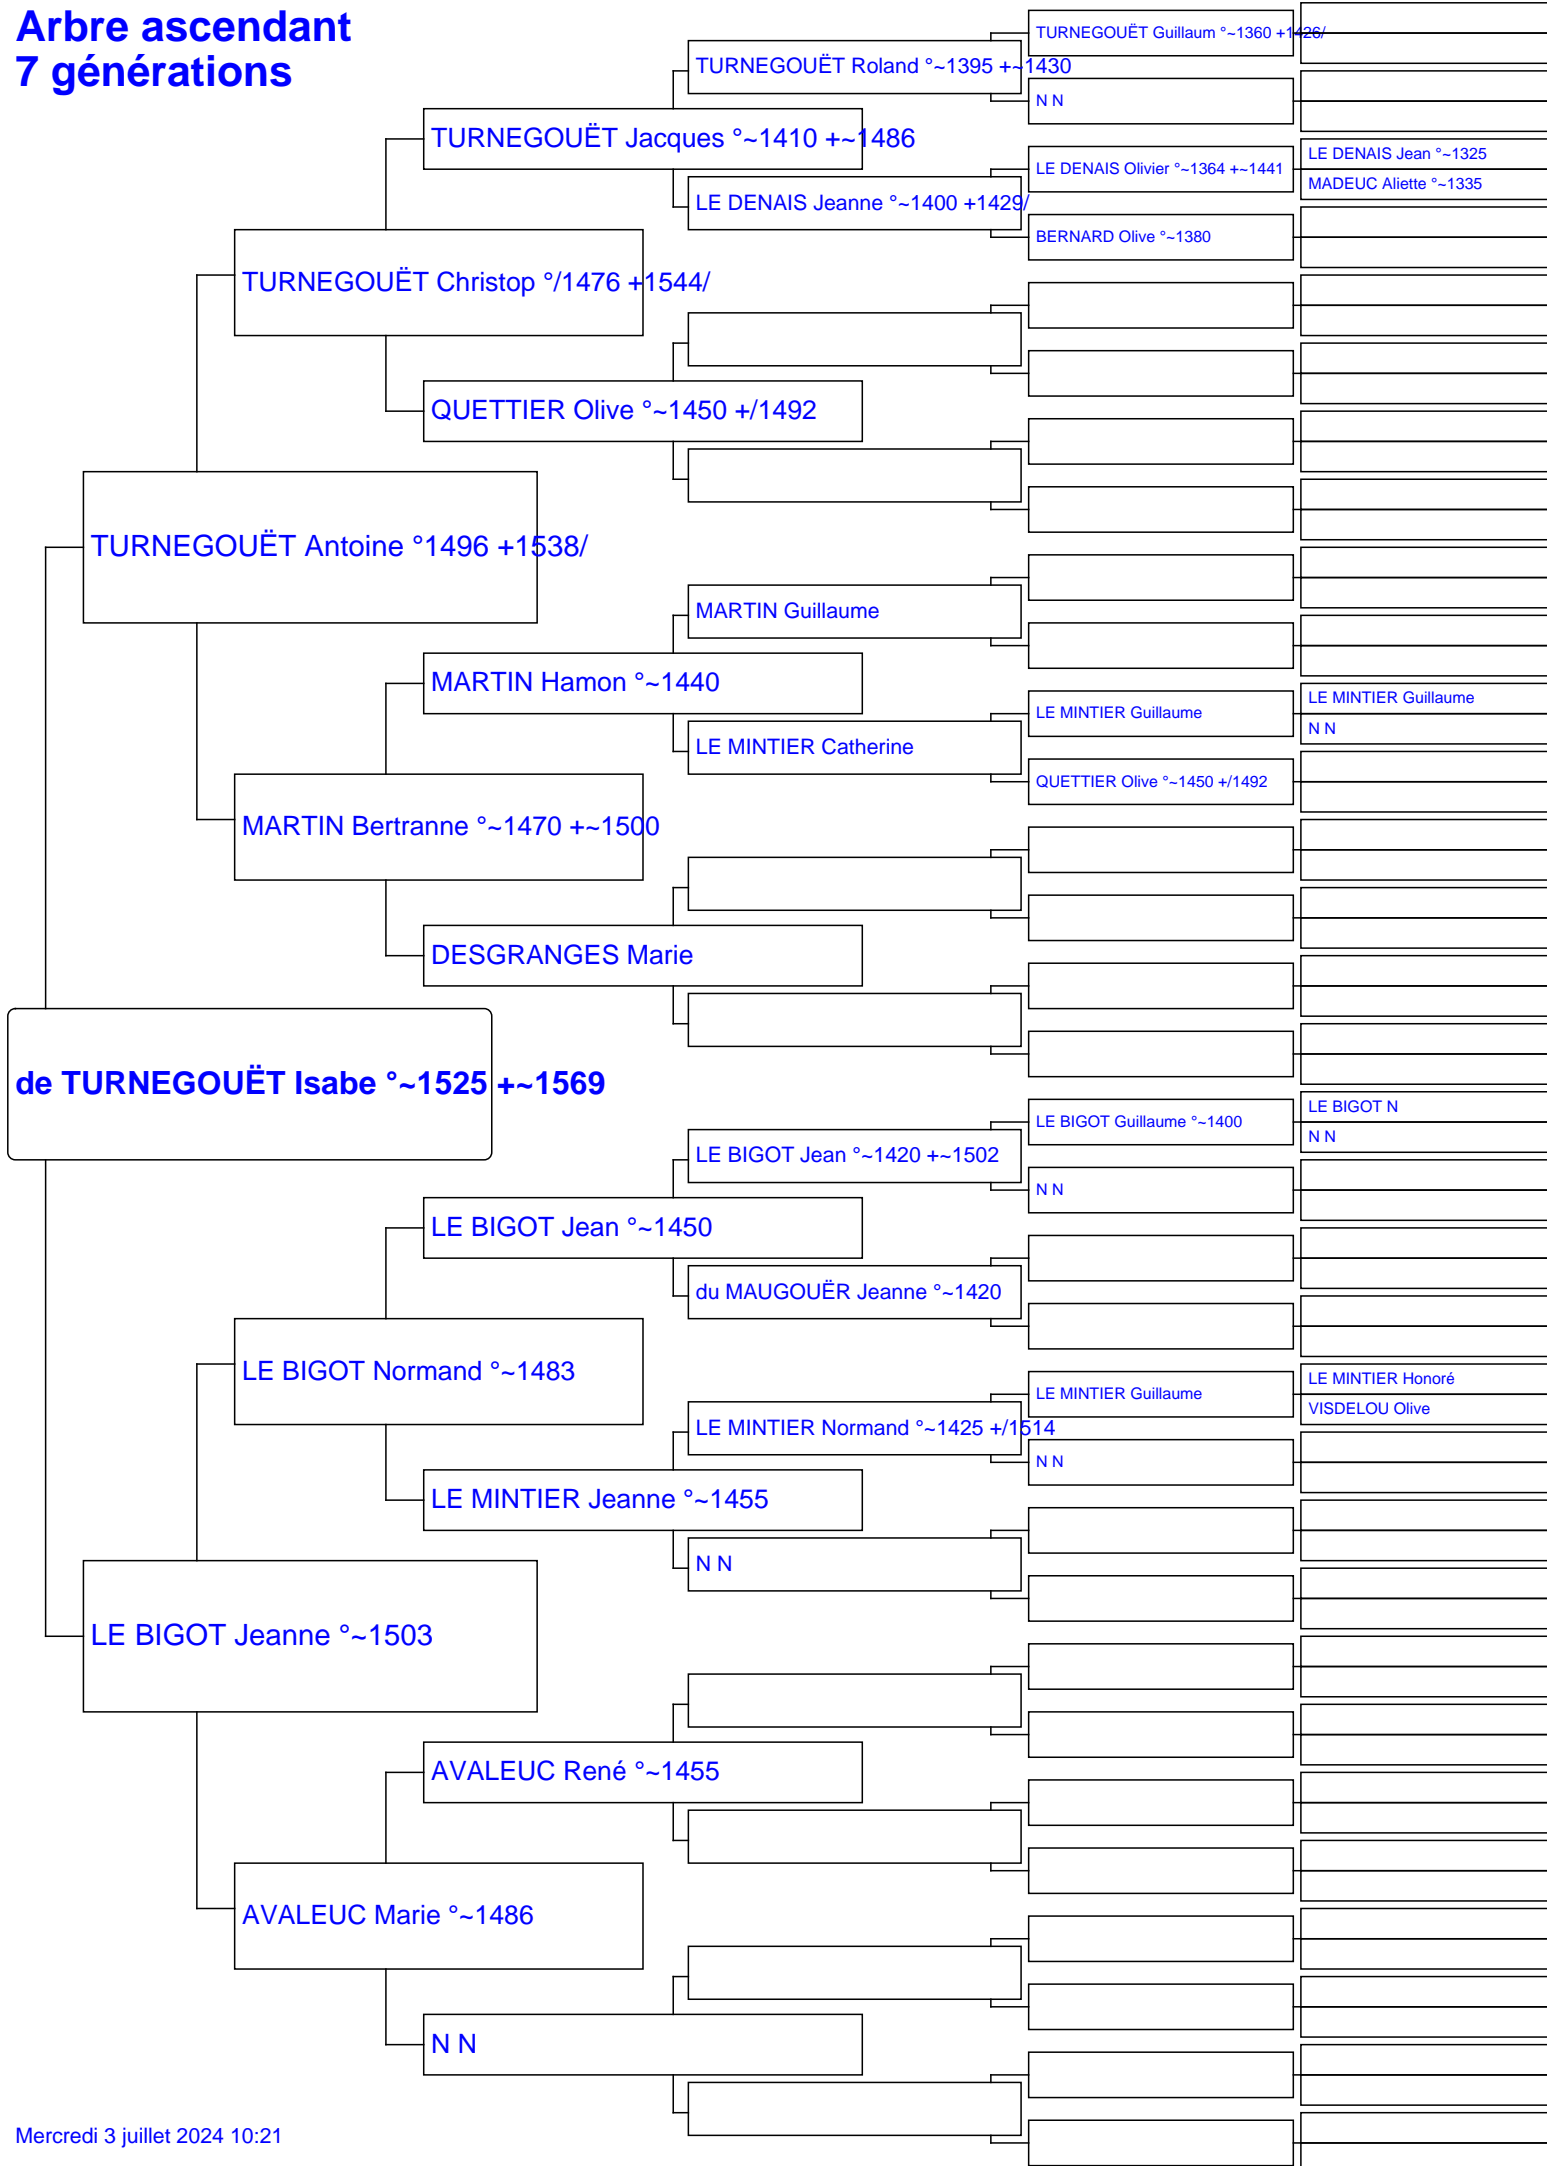 Arbre ascendant
7 générations
TURNEGOUËT Guillaum °~1360 +1426/
TURNEGOUËT Roland °~1395 +~1430
N N
TURNEGOUËT Jacques °~1410 +~1486
LE DENAIS Jean °~1325
LE DENAIS Olivier °~1364 +~1441
MADEUC Aliette °~1335
LE DENAIS Jeanne °~1400 +1429/
BERNARD Olive °~1380
TURNEGOUËT Christop °/1476 +1544/
QUETTIER Olive °~1450 +/1492
TURNEGOUËT Antoine °1496 +1538/
MARTIN Guillaume
MARTIN Hamon °~1440
LE MINTIER Guillaume
LE MINTIER Guillaume
N N
LE MINTIER Catherine
QUETTIER Olive °~1450 +/1492
MARTIN Bertranne °~1470 +~1500
DESGRANGES Marie
de TURNEGOUËT Isabe °~1525 +~1569
LE BIGOT N
LE BIGOT Guillaume °~1400
N N
LE BIGOT Jean °~1420 +~1502
N N
LE BIGOT Jean °~1450
du MAUGOUËR Jeanne °~1420
LE BIGOT Normand °~1483
LE MINTIER Honoré
LE MINTIER Guillaume
VISDELOU Olive
LE MINTIER Normand °~1425 +/1514
N N
LE MINTIER Jeanne °~1455
N N
LE BIGOT Jeanne °~1503
AVALEUC René °~1455
AVALEUC Marie °~1486
N N
Mercredi 3 juillet 2024 10:21